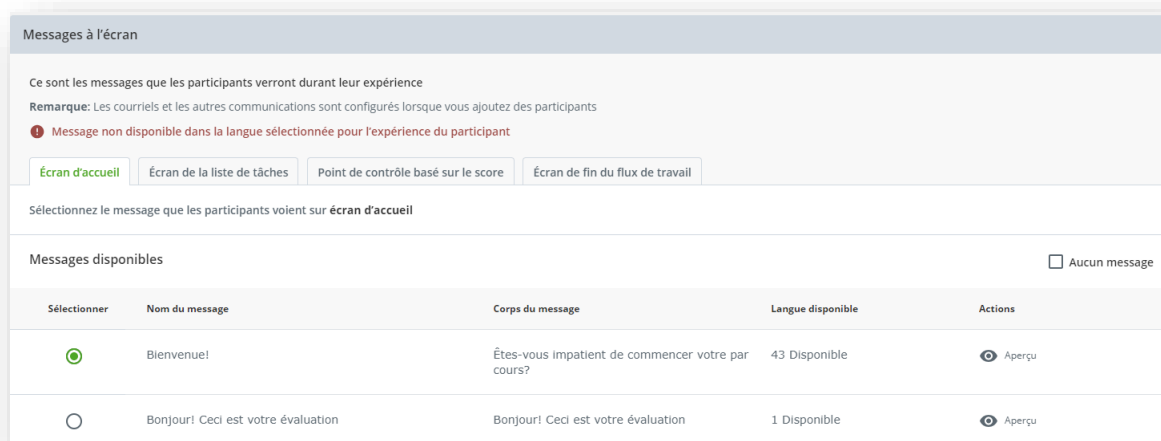 Messages à l'écran
Ce sont les messages que les participants verront durant leur expérience
Remarque: Les courriels et les autres communications sont configurés lorsque vous ajoutez des participants
Message non disponible dans la langue sélectionnée pour l'expérience du participant
Écran d'accueil Écran de la liste de tâches Point de contrôle basé sur le score Écran de fin du flux de travail
Sélectionnez le message que les participants voient sur écran d'accueil
Messages disponibles Aucun message
Sélectionner Nom du message Corps du message Langue disponible Actions
Bienvenue! Êtes-vous impatient de commencer votre par 43 Disponible Aperçu
cours?
Bonjour! Ceci est votre évaluation Bonjour! Ceci est votre évaluation 1 Disponible Aperçu